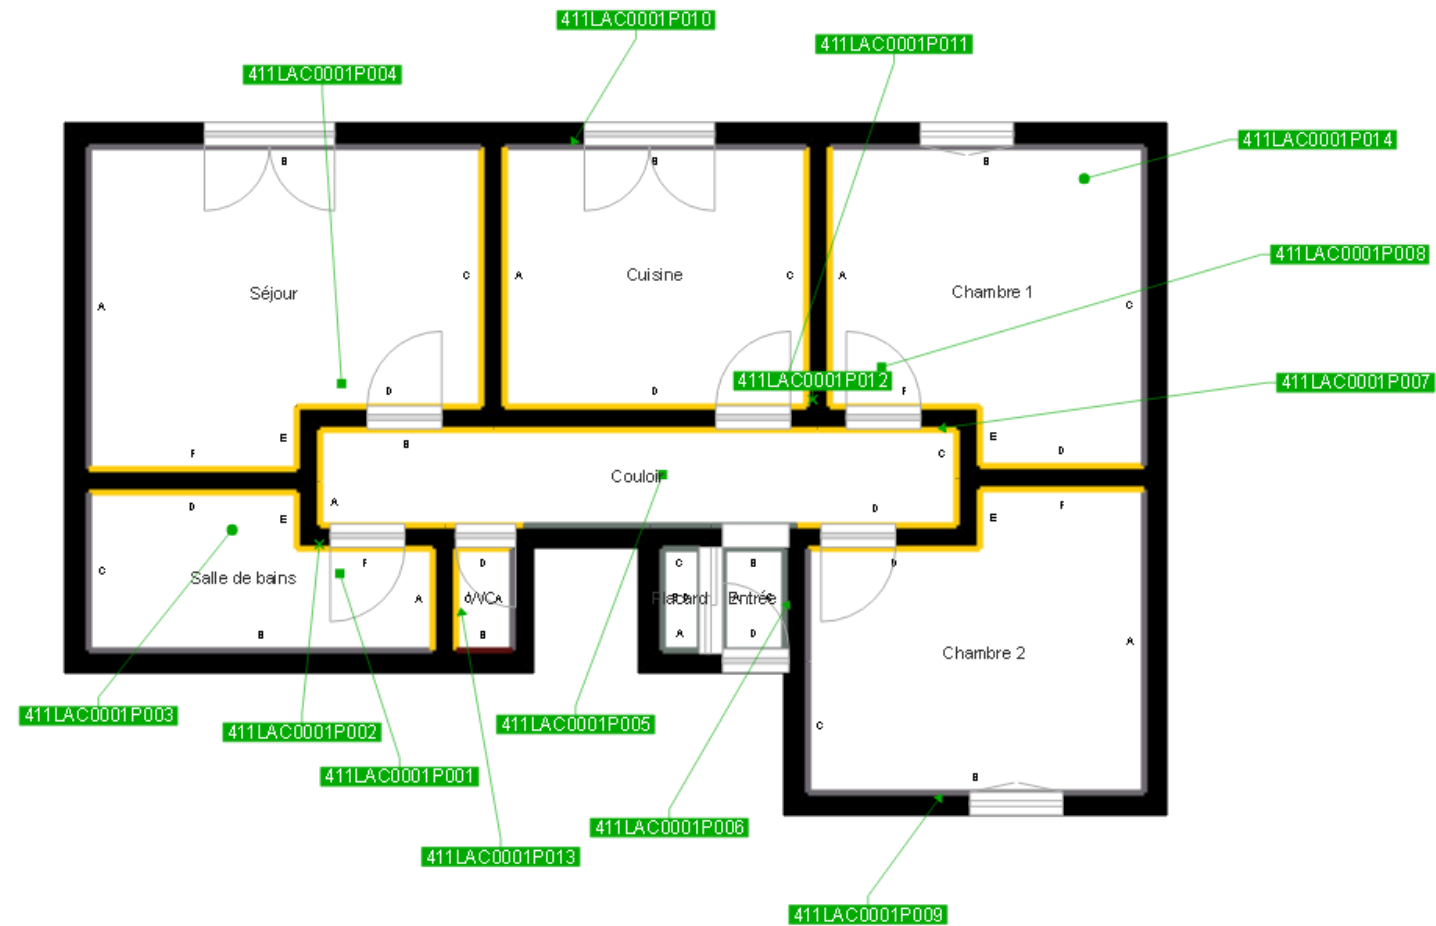 411LAC0001P010
411LAC0001P011
411LAC0001P004
411LAC0001P014
B
B
B
411LAC0001P008
C
A
Cuisine
C
A
Séjour
Chambre 1
A
C
411LAC0001P012
411LAC0001P007
D
D
F
E
B
E
F
C
D
Couloir
A
D
D
E
E
F
C
Salle de bains
F
A
D
WC
A
B
C
A
Placard
B
Entrée
D
D
B
A
Chambre 2
C
B
411LAC0001P003
411LAC0001P002
411LAC0001P001
411LAC0001P005
411LAC0001P006
411LAC0001P013
411LAC0001P009